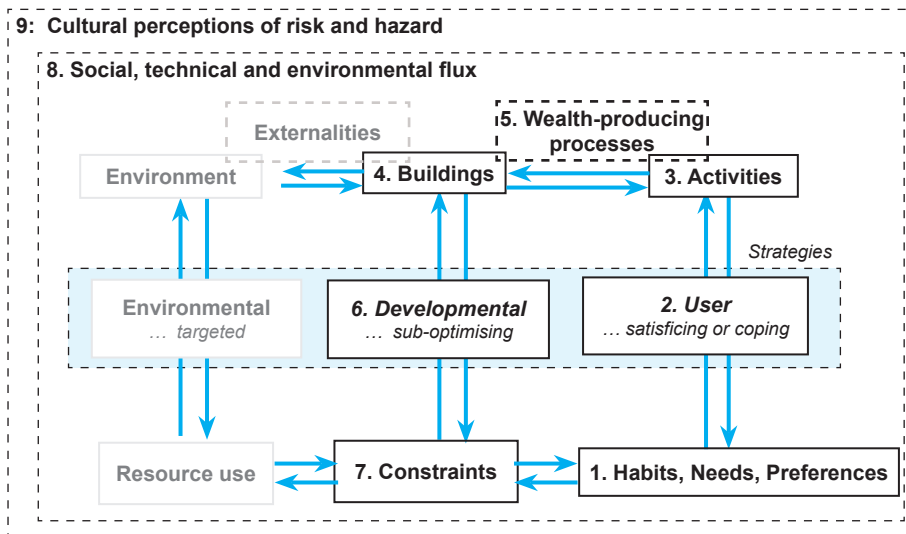 9:  Cultural perceptions of risk and hazard
8. Social, technical and environmental flux
Externalities
5. Wealth-producing
processes
Environment
4. Buildings
3. Activities
Strategies
Environmental
… targeted
6. Developmental
… sub-optimising
2. User
… satisficing or coping
Resource use
7. Constraints
1. Habits, Needs, Preferences